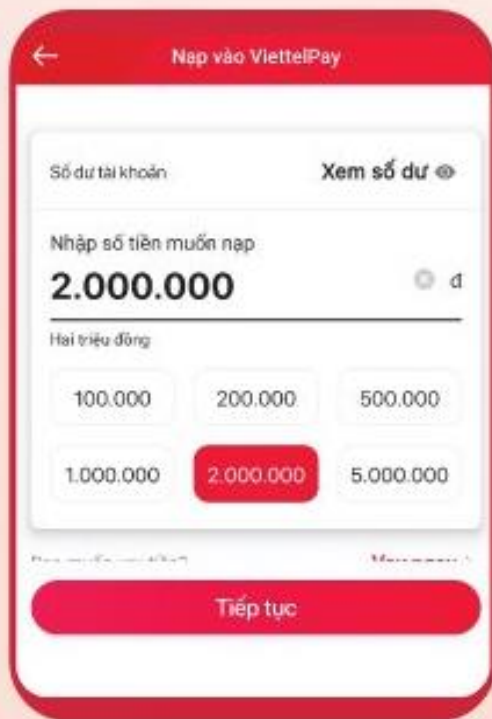 Nạp vào ViettelPay
Số dư tài khoản Xem số dư
Nhập số tiền muốn nạp
2.000.000 đ
Hai triệu đồng
100.000 200.000 500.000
1.000.000 2.000.000 5.000.000
Tiếp tục